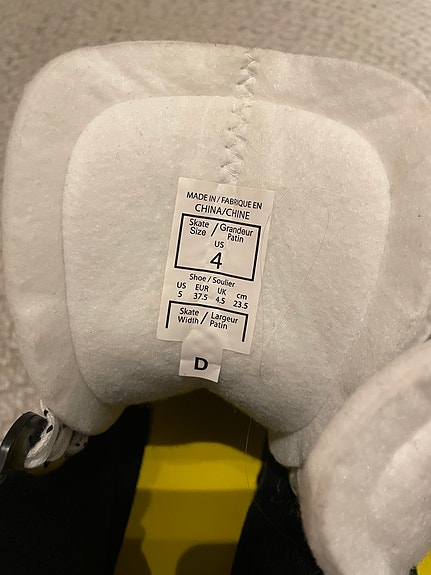 MADE IN / FABRIQUE EN
CHINA/CHINE
Skate Size / Grandeur Patin
US
4
Shoe / Soulier
US EUR UK cm
5 37.5 4.5 23.5
Skate Width / Largeur Patin
D